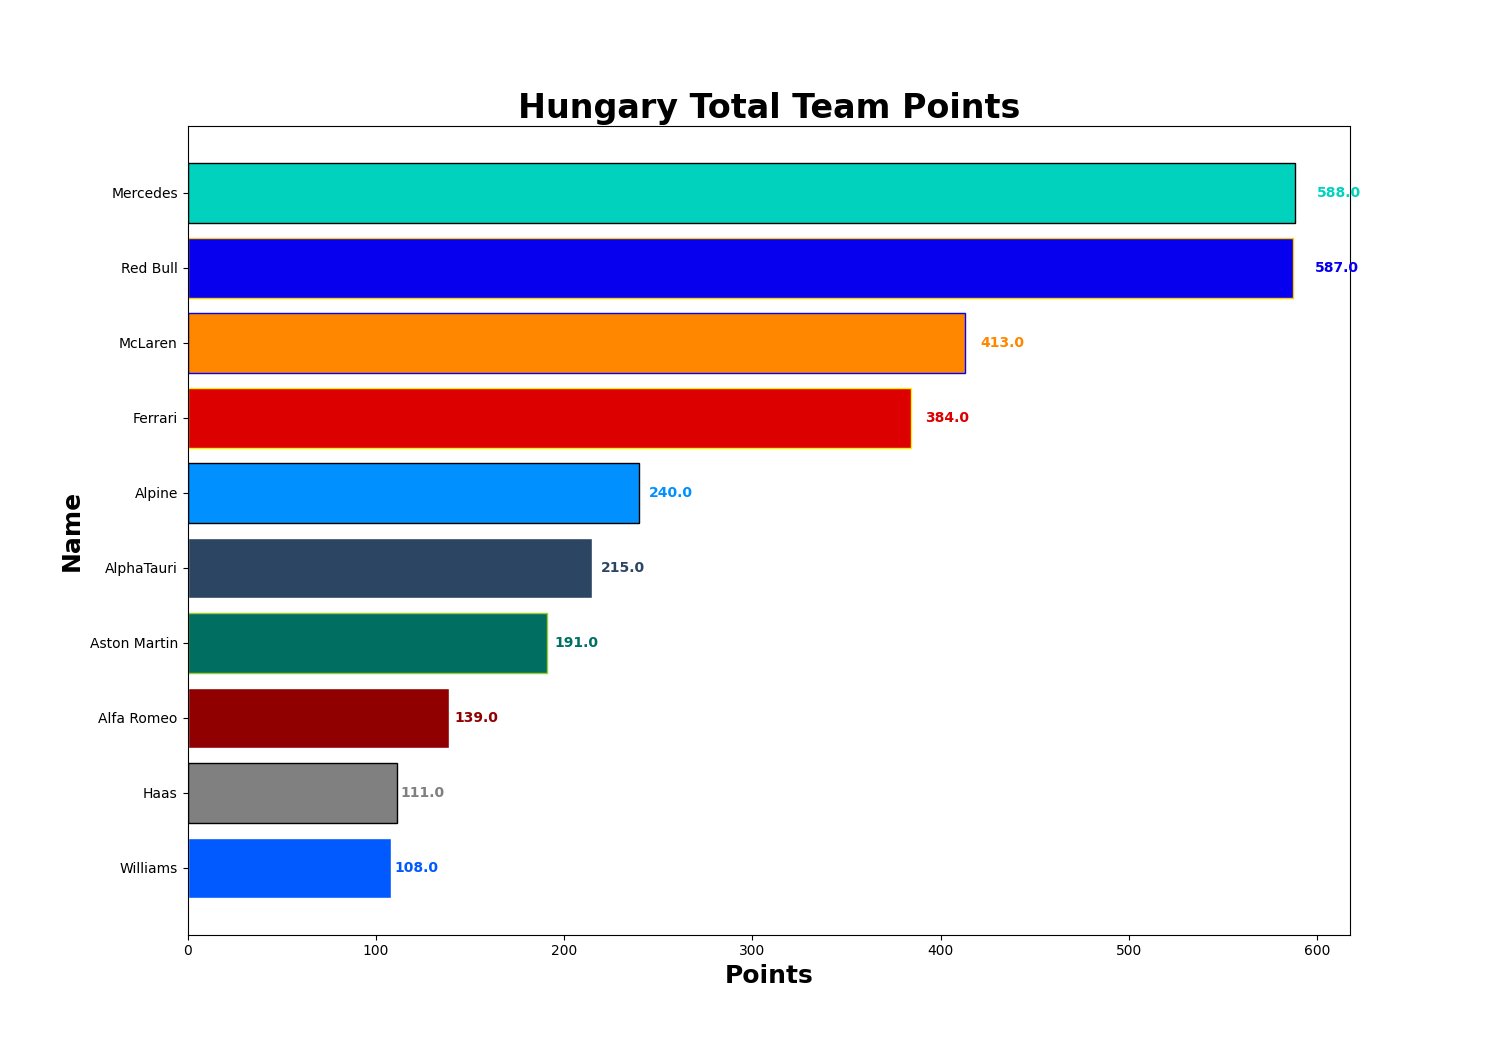 Hungary Total Team Points
Mercedes 588.0
Red Bull 587.0
McLaren 413.0
Ferrari 384.0
Alpine 240.0
AlphaTauri 215.0
Aston Martin 191.0
Alfa Romeo 139.0
Haas 111.0
Williams 108.0
Name
0 100 200 300 400 500 600
Points